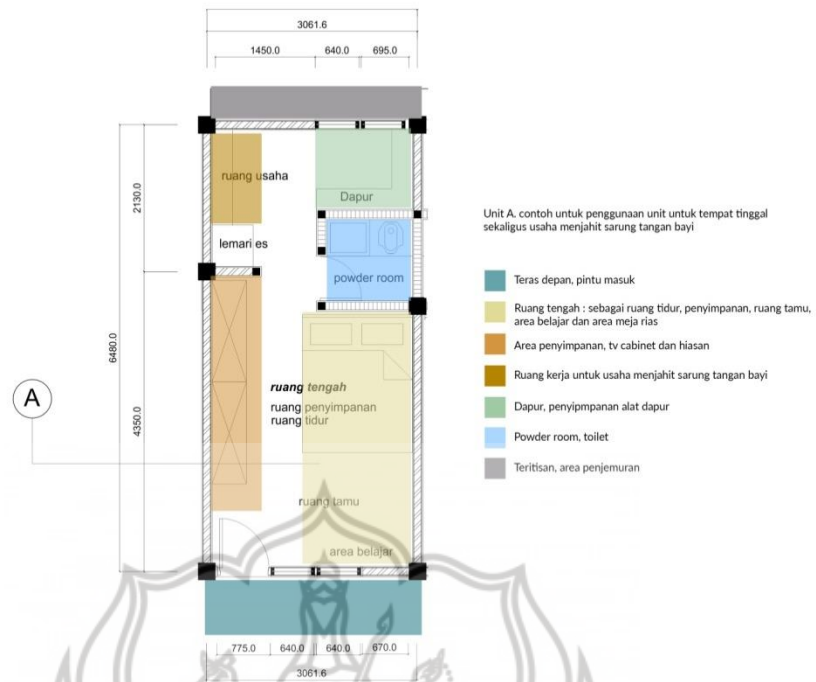 3061.6
1450.0 640.0 695.0
ruang usaha
Dapur
2130.0
lemari es
powder room
6480.0
4350.0
A
ruang tengah
ruang penyimpanan
ruang tidur
ruang tamu
area belajar
775.0 640.0 640.0 670.0
3061.6
Unit A, contoh untuk penggunaan unit untuk tempat tinggal
sekaligus usaha menjahit sarung tangan bayi
Teras depan, pintu masuk
Ruang tengah : sebagai ruang tidur, penyimpanan, ruang tamu,
area belajar dan area meja rias
Area penyimpanan, tv cabinet dan hiasan
Ruang kerja untuk usaha menjahit sarung tangan bayi
Dapur, penyipmpanan alat dapur
Powder room, toilet
Teritisan, area penjemuran